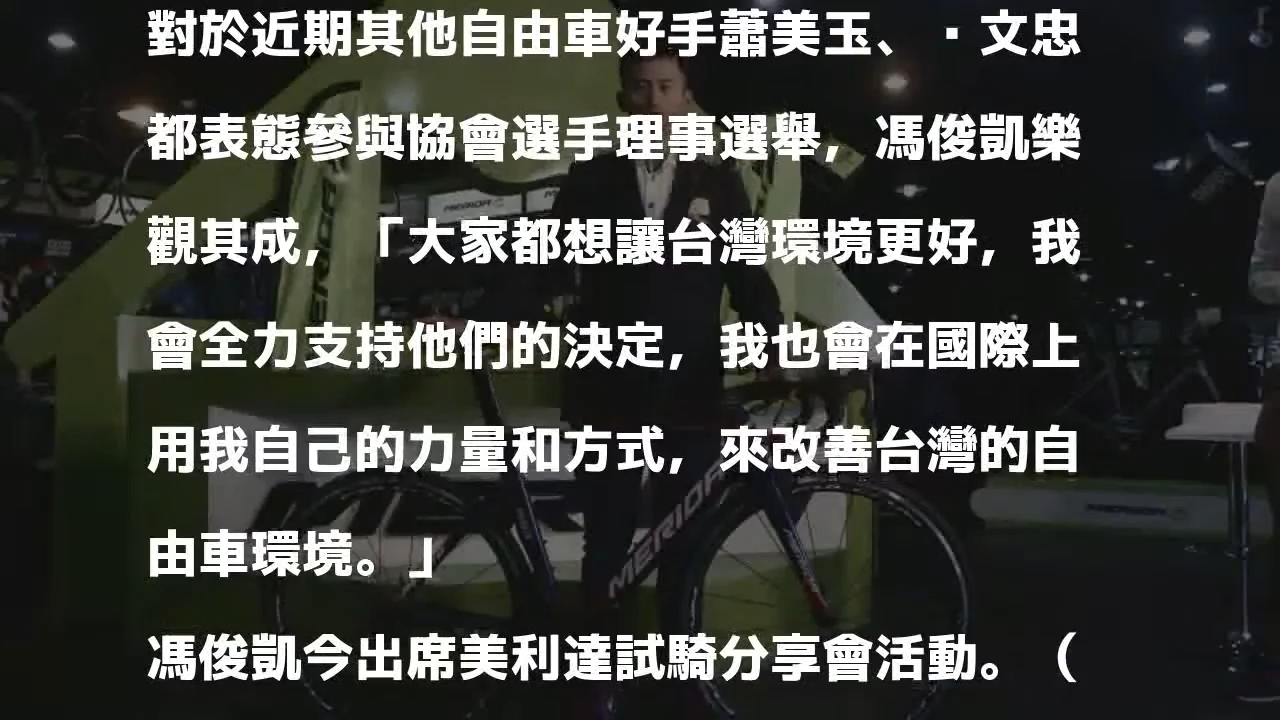 對於近期其他自由車好手蕭美玉、▪文忠
都表態參與協會選手理事選舉，馮俊凱樂
觀其成，「大家都想讓台灣環境更好，我
會全力支持他們的決定，我也會在國際上
用我自己的力量和方式，來改善台灣的自
由車環境。」
馮俊凱今出席美利達試騎分享會活動。（
MERIDA
MERIDA